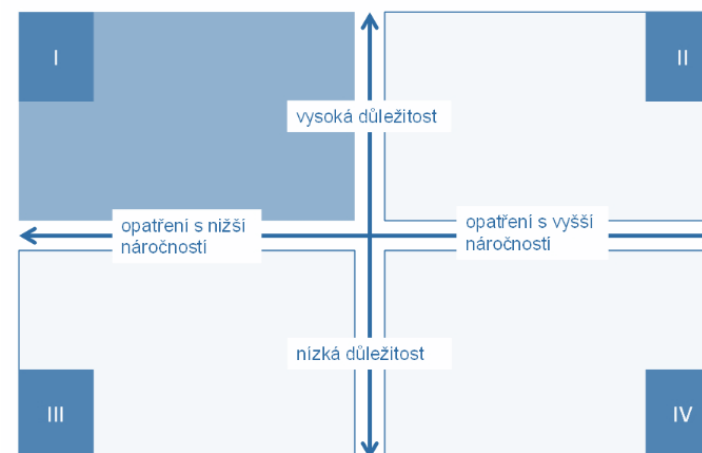 I
II
vysoká důležitost
opatření s nižší
náročností
opatření s vyšší
náročností
nízká důležitost
III
IV